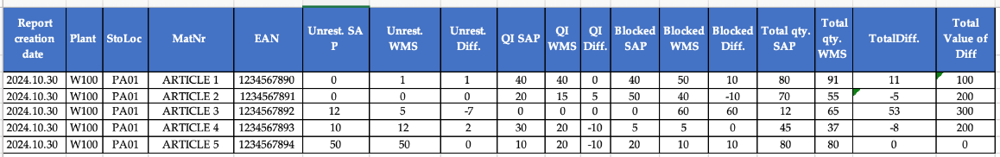 Report creation date Plant StoLoc MatNr EAN Unrest. SAP Unrest. WMS Unrest. Diff. QI SAP QI WMS QI Diff. Blocked SAP Blocked WMS Blocked Diff. Total qty. SAP Total qty. WMS TotalDiff. Total Value of Diff
2024.10.30 W100 PA01 ARTICLE 1 1234567890 0 1 1 40 40 0 40 50 10 80 91 11 100
2024.10.30 W100 PA01 ARTICLE 2 1234567891 0 0 0 20 15 5 50 40 -10 70 55 -5 200
2024.10.30 W100 PA01 ARTICLE 3 1234567892 12 5 -7 0 0 0 0 60 60 12 65 53 300
2024.10.30 W100 PA01 ARTICLE 4 1234567893 10 12 2 30 20 -10 5 5 0 45 37 -8 200
2024.10.30 W100 PA01 ARTICLE 5 1234567894 50 50 0 10 20 -10 20 10 10 80 80 0 0